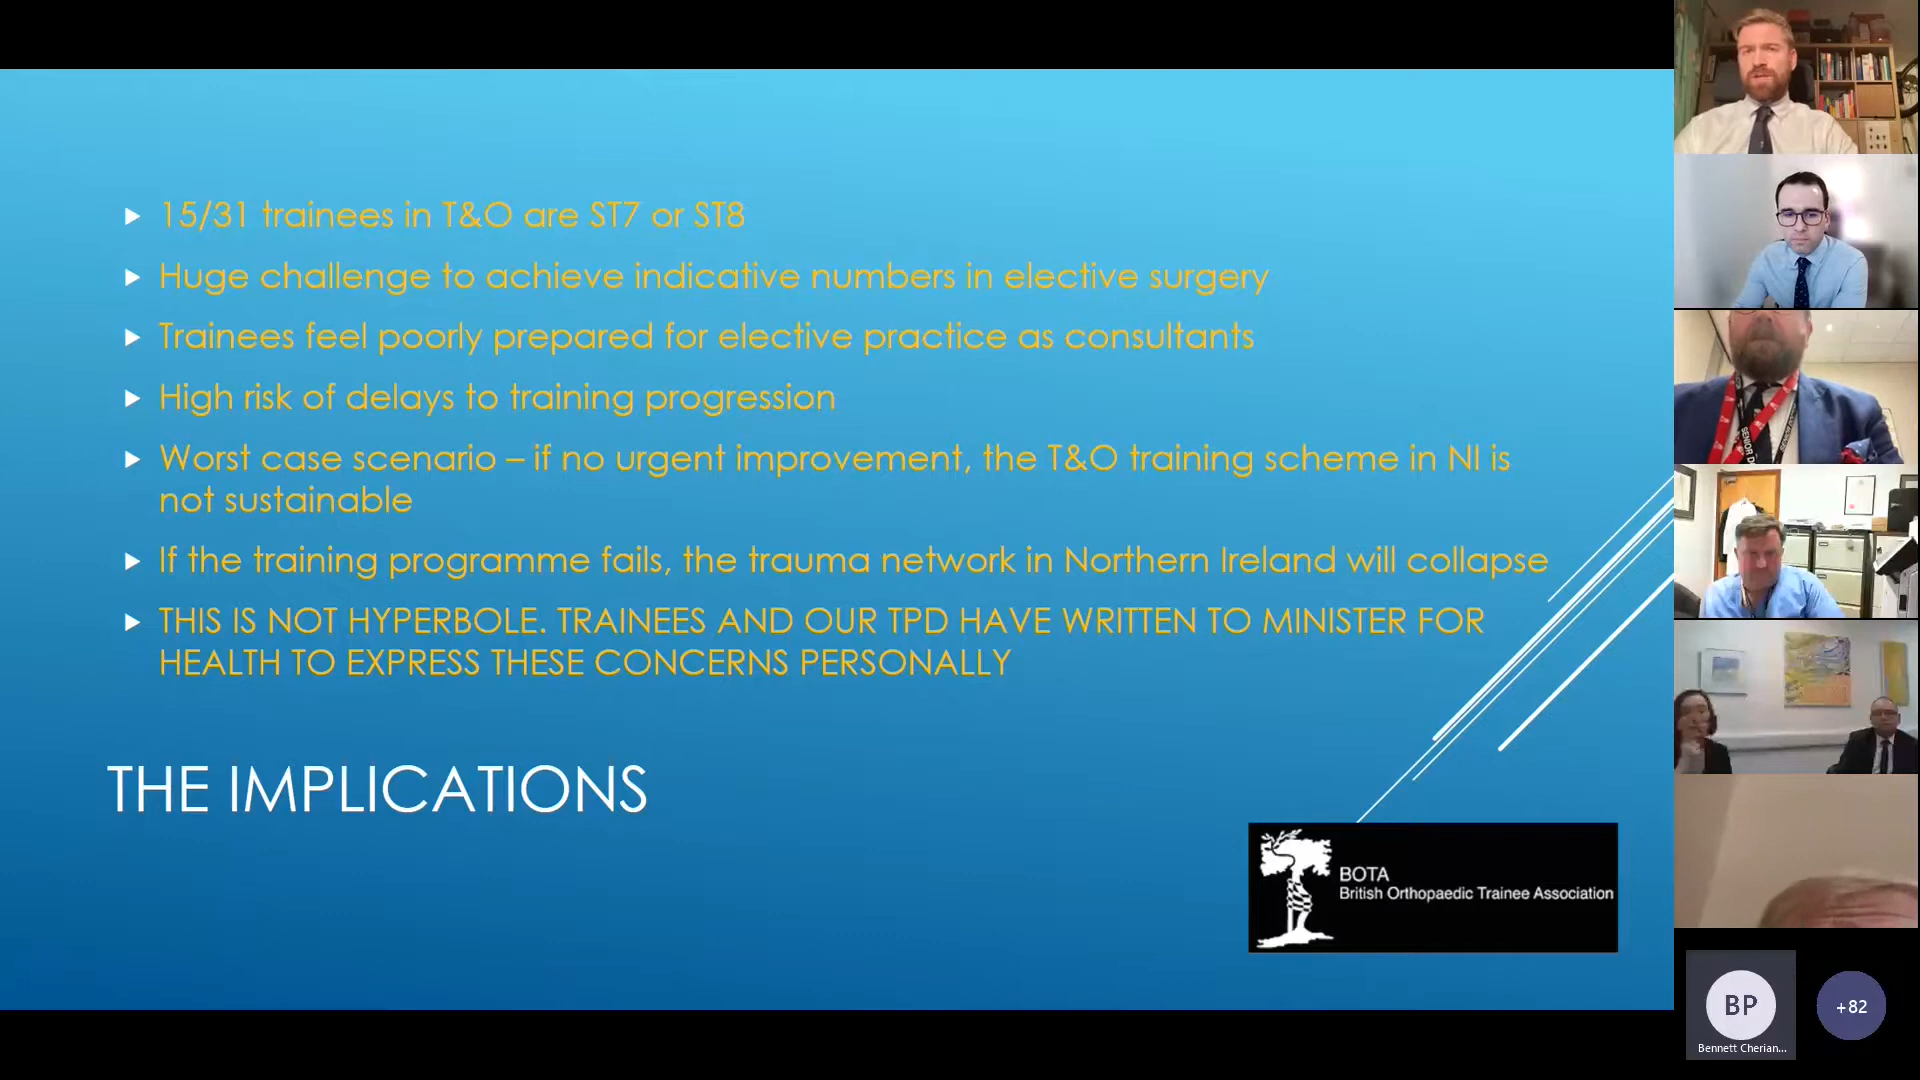 15/31 trainees in T&O are ST7 or ST8
Huge challenge to achieve indicative numbers in elective surgery
Trainees feel poorly prepared for elective practice as consultants
High risk of delays to training progression
Worst case scenario – if no urgent improvement, the T&O training scheme in NI is
not sustainable
If the training programme fails, the trauma network in Northern Ireland will collapse
THIS IS NOT HYPERBOLE. TRAINEES AND OUR TPD HAVE WRITTEN TO MINISTER FOR
HEALTH TO EXPRESS THESE CONCERNS PERSONALLY
THE IMPLICATIONS
BOTA
British Orthopaedic Trainee Association
SENIOR
BP
Bennett Cherian...
+82